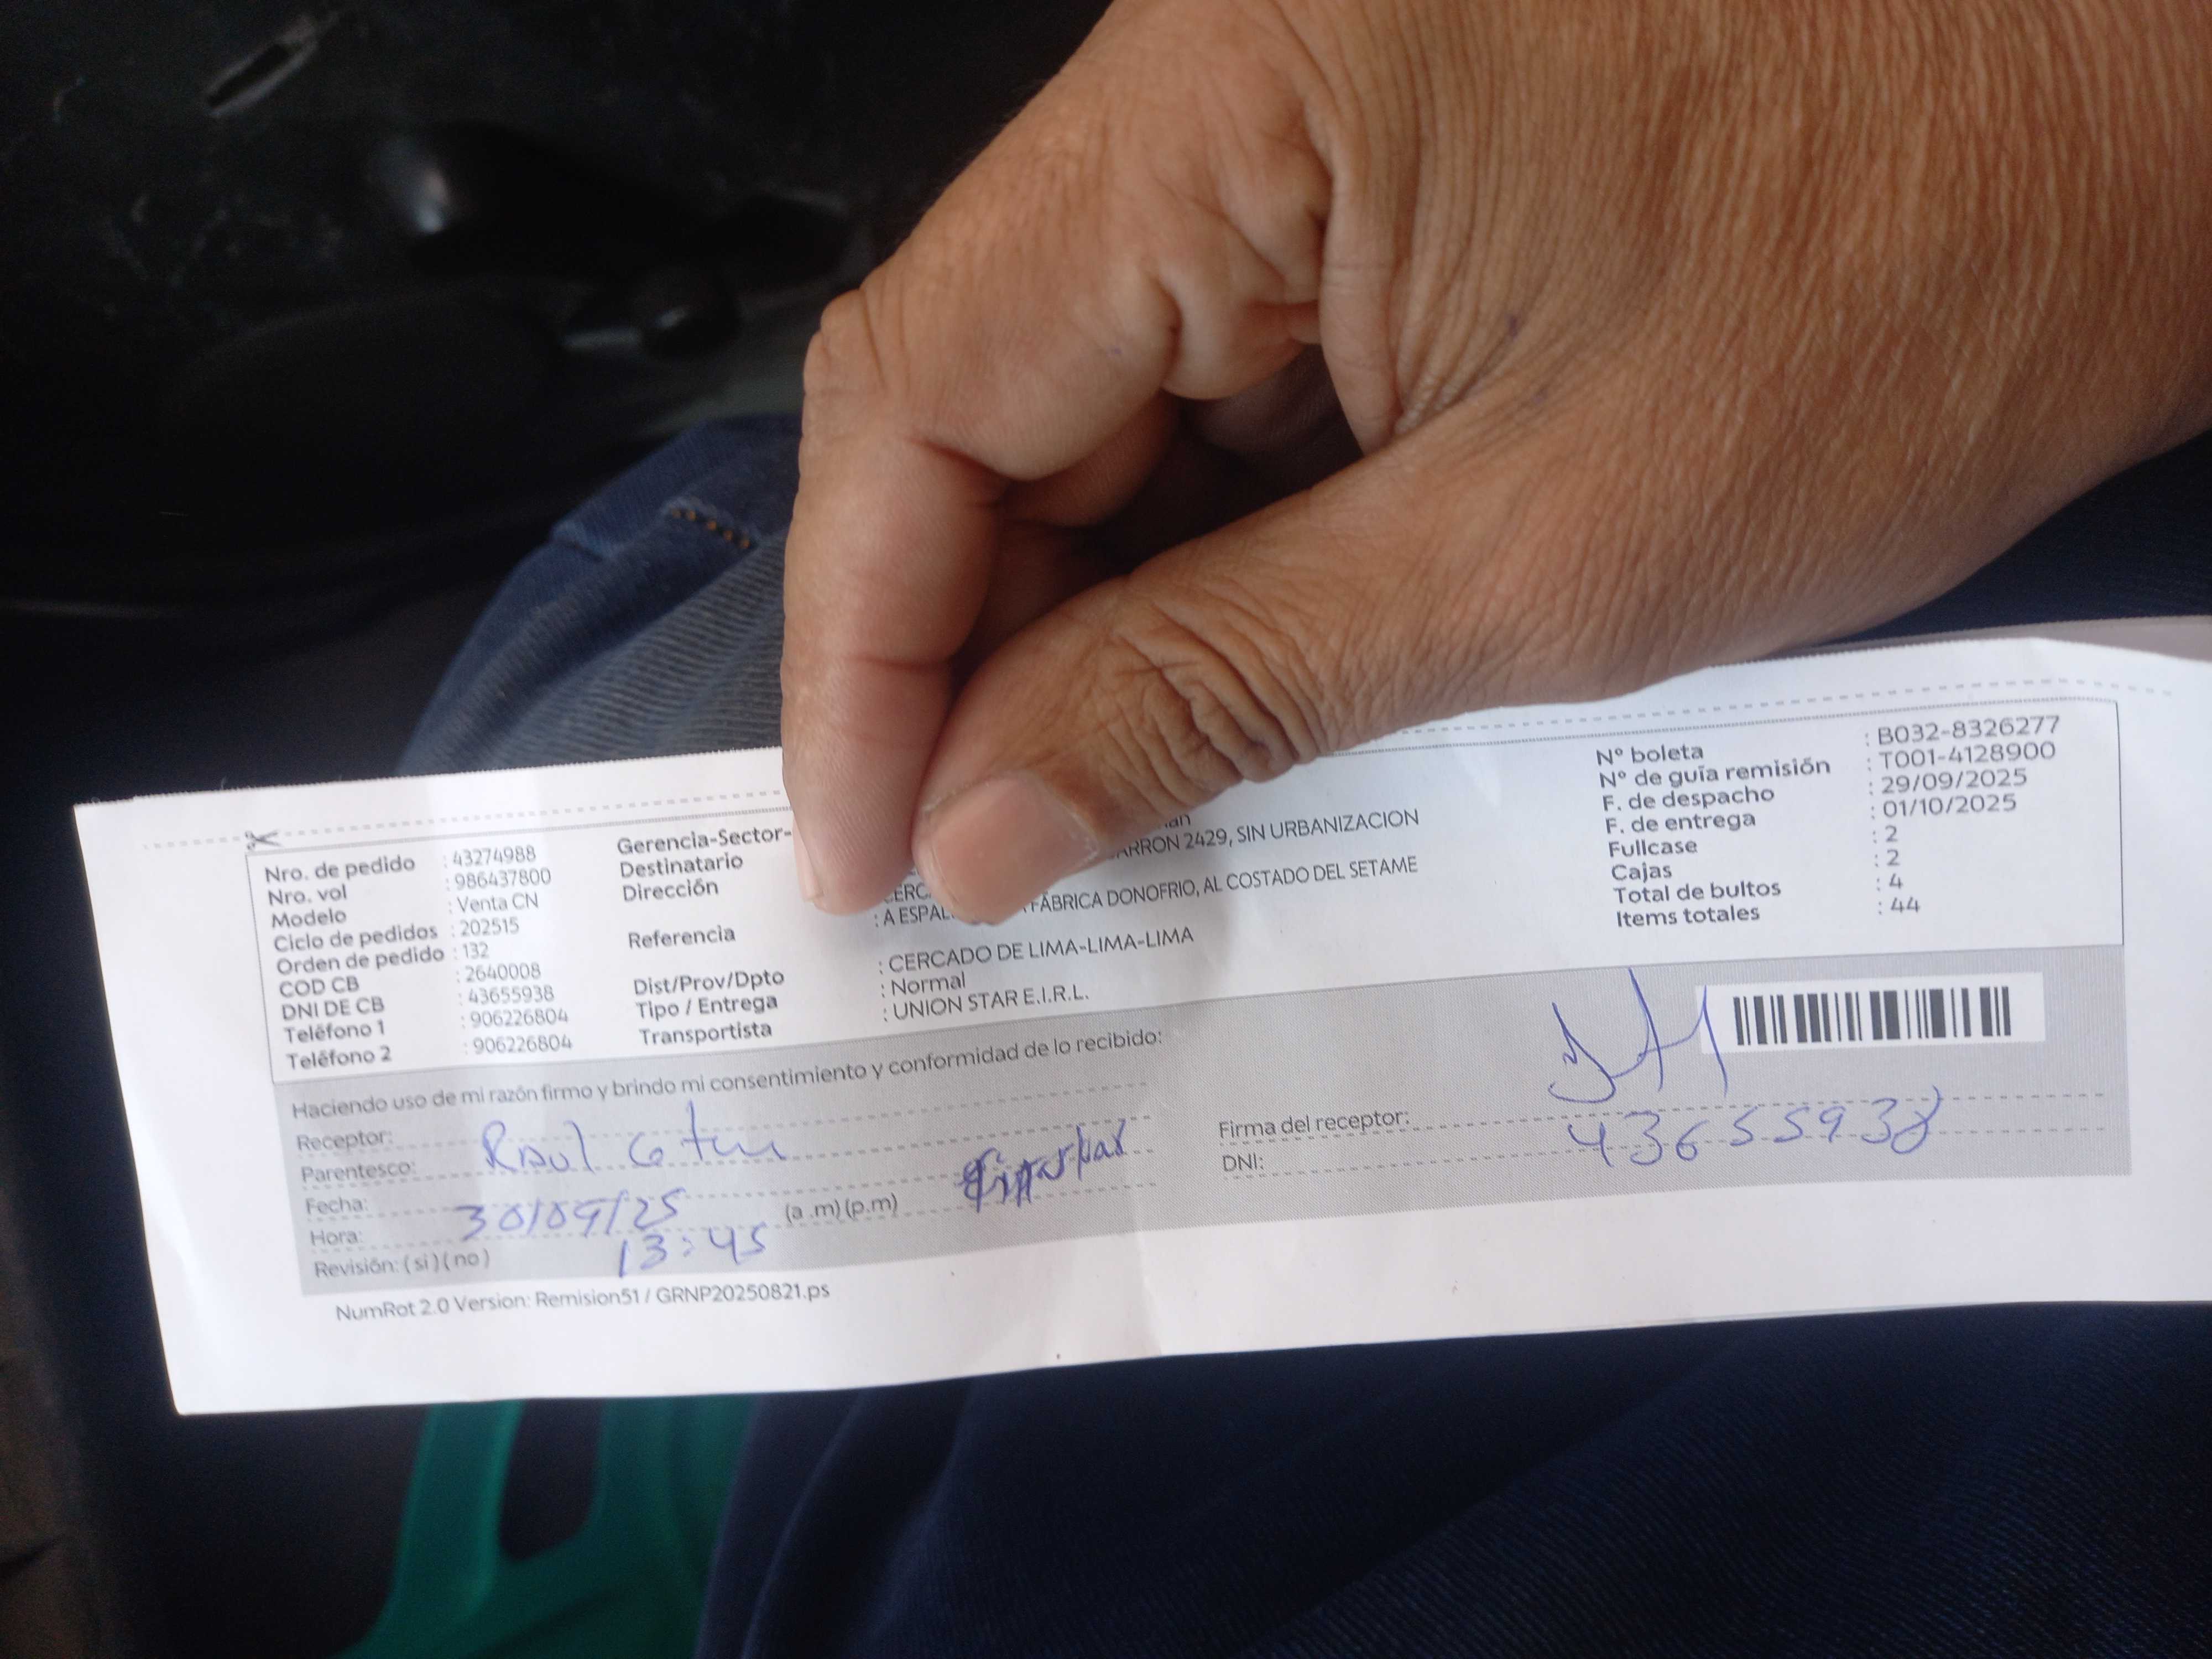 Nro. de pedido : 43274988
Nro. vol : 986437800
Modelo : Venta CN
Ciclo de pedidos : 202515
Orden de pedido : 132
COD CB : 2640008
DNI DE CB : 43655938
Teléfono 1 : 906226804
Teléfono 2 : 906226804
Gerencia-Sector-
Destinatario
Dirección ARRON 2429, SIN URBANIZACION
CERC
Referencia : A ESPAL FÁBRICA DONOFRIO, AL COSTADO DEL SETAME
Dist/Prov/Dpto : CERCADO DE LIMA-LIMA-LIMA
Tipo / Entrega : Normal
Transportista : UNION STAR E.I.R.L.
N° boleta : B032-8326277
N° de guía remisión : T001-4128900
F. de despacho : 29/09/2025
F. de entrega : 01/10/2025
Fullcase : 2
Cajas : 2
Total de bultos : 4
Items totales : 44
Haciendo uso de mi razón firmo y brindo mi consentimiento y conformidad de lo recibido:
Receptor: Raul
Parentesco:
Fecha: 30/09/25
Hora: 13:45 (a .m) (p.m)
Revisión: ( si ) ( no )
Firma del receptor:
DNI: 43655938
NumRot 2.0 Version: Remision51 / GRNP20250821.ps